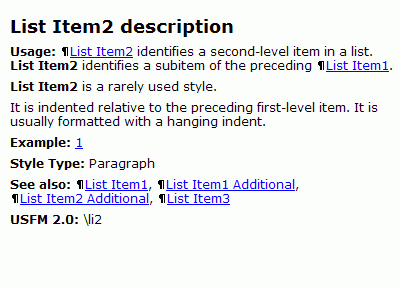 List Item2 description
Usage: ¶List Item2 identifies a second-level item in a list.
List Item2 identifies a subitem of the preceding ¶List Item1.
List Item2 is a rarely used style.
It is indented relative to the preceding first-level item. It is
usually formatted with a hanging indent.
Example: 1
Style Type: Paragraph
See also: ¶List Item1, ¶List Item1 Additional,
¶List Item2 Additional, ¶List Item3
USFM 2.0: \li2